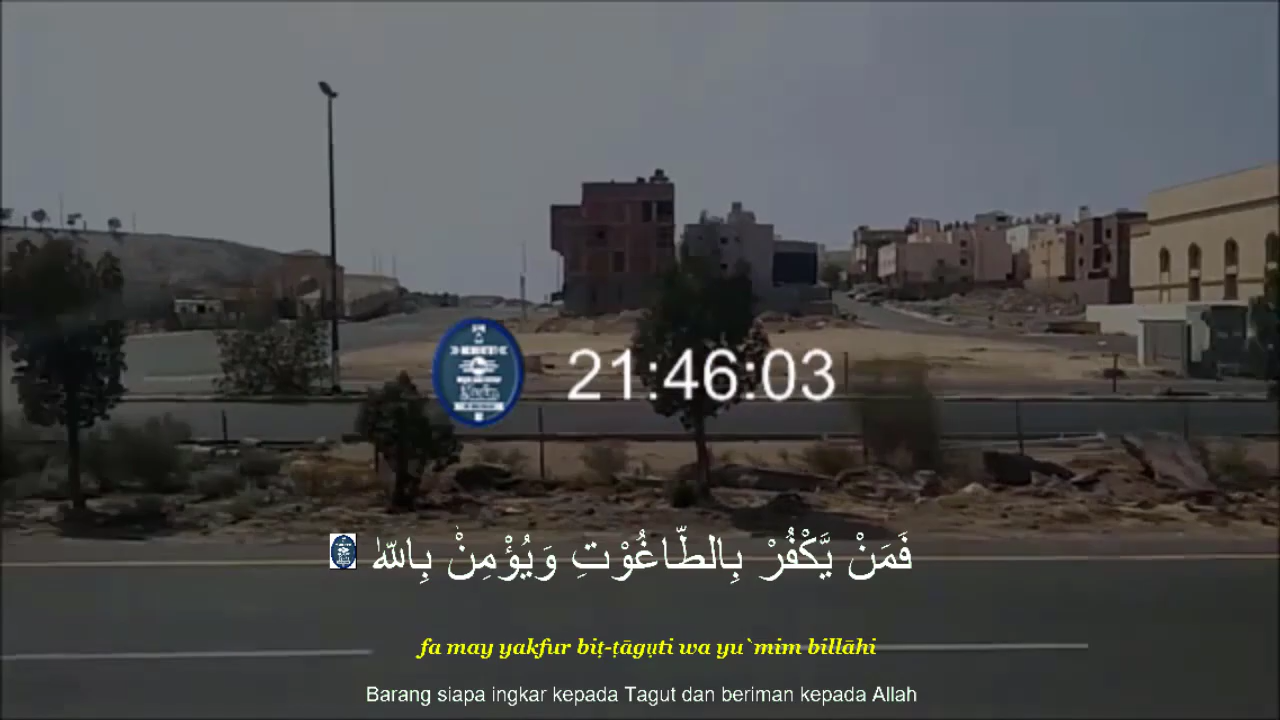 21:46:03
فَمَنْ يَّكْفُرْ بِالطَّاغُوْتِ وَيُؤْمِنْۢ بِاللّٰهِ
fa may yakfur biṭ-ṭāgụti wa yu`mim billāhi
Barang siapa ingkar kepada Tagut dan beriman kepada Allah